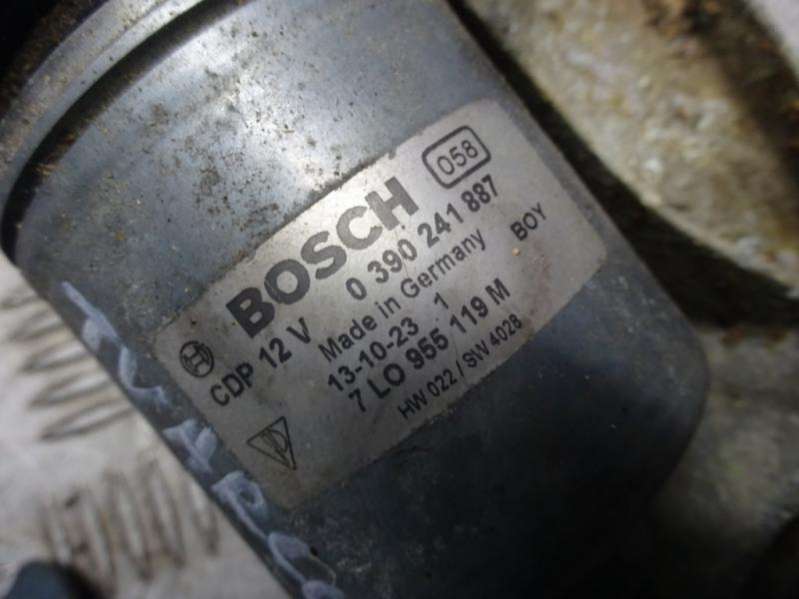 058
BOSCH
CDP 12 V 0 390 241 887
Made in Germany BOY
13-10-23 1
7 LO 955 119 M
HW 022 / SW 4028